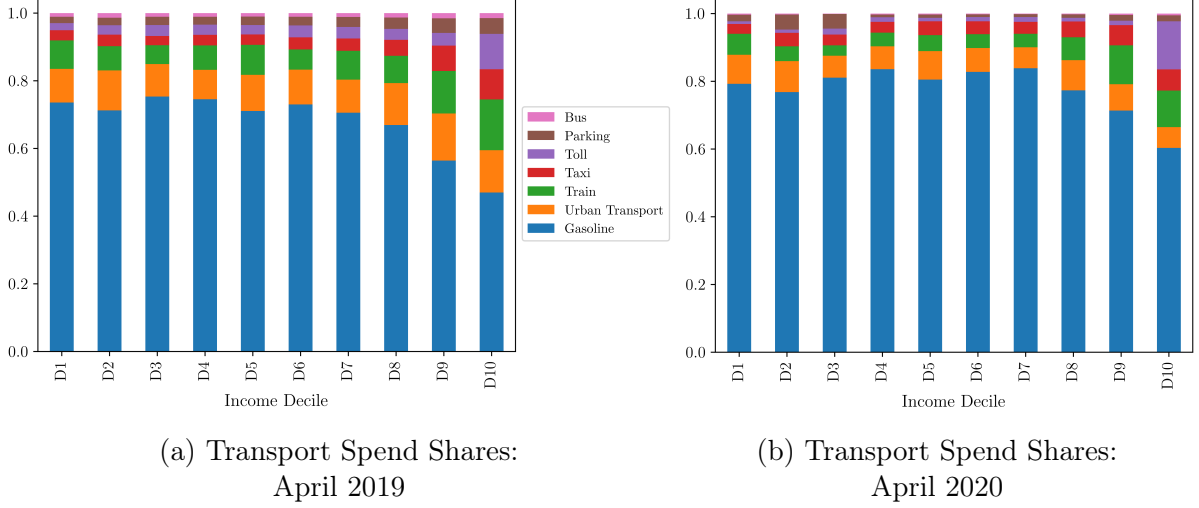 1.0
0.8
0.6
0.4
0.2
0.0
D1
D2
D3
D4
D5
D6
D7
D8
D9
D10
Income Decile
(a) Transport Spend Shares:
April 2019
Bus
Parking
Toll
Taxi
Train
Urban Transport
Gasoline
1.0
0.8
0.6
0.4
0.2
0.0
D1
D2
D3
D4
D5
D6
D7
D8
D9
D10
Income Decile
(b) Transport Spend Shares:
April 2020